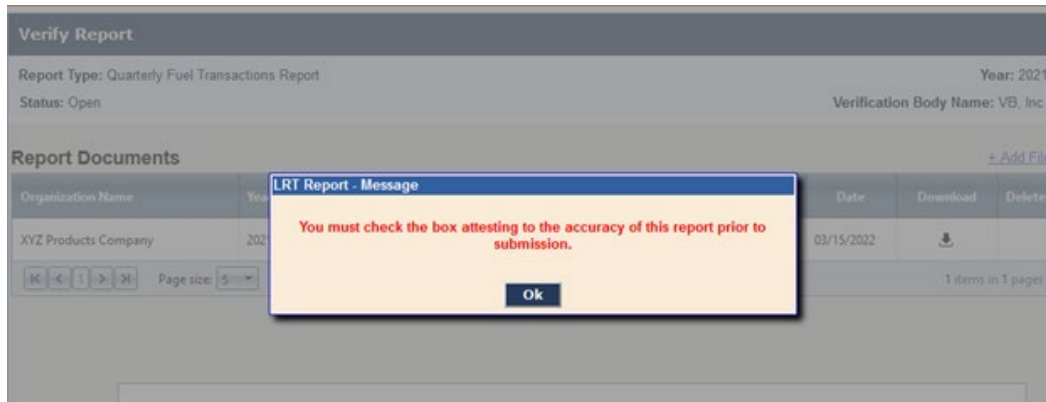 Verify Report
Report Type: Quarterly Fuel Transactions Report
Year: 2021
Status: Open
Verification Body Name: VB, Inc
Report Documents
+ Add File
LRT Report - Message
Organization Name
Date Download Delete
You must check the box attesting to the accuracy of this report prior to
submission.
XYZ Products Company
03/15/2022
1 Page size: 5
1 items in 1 pages
Ok